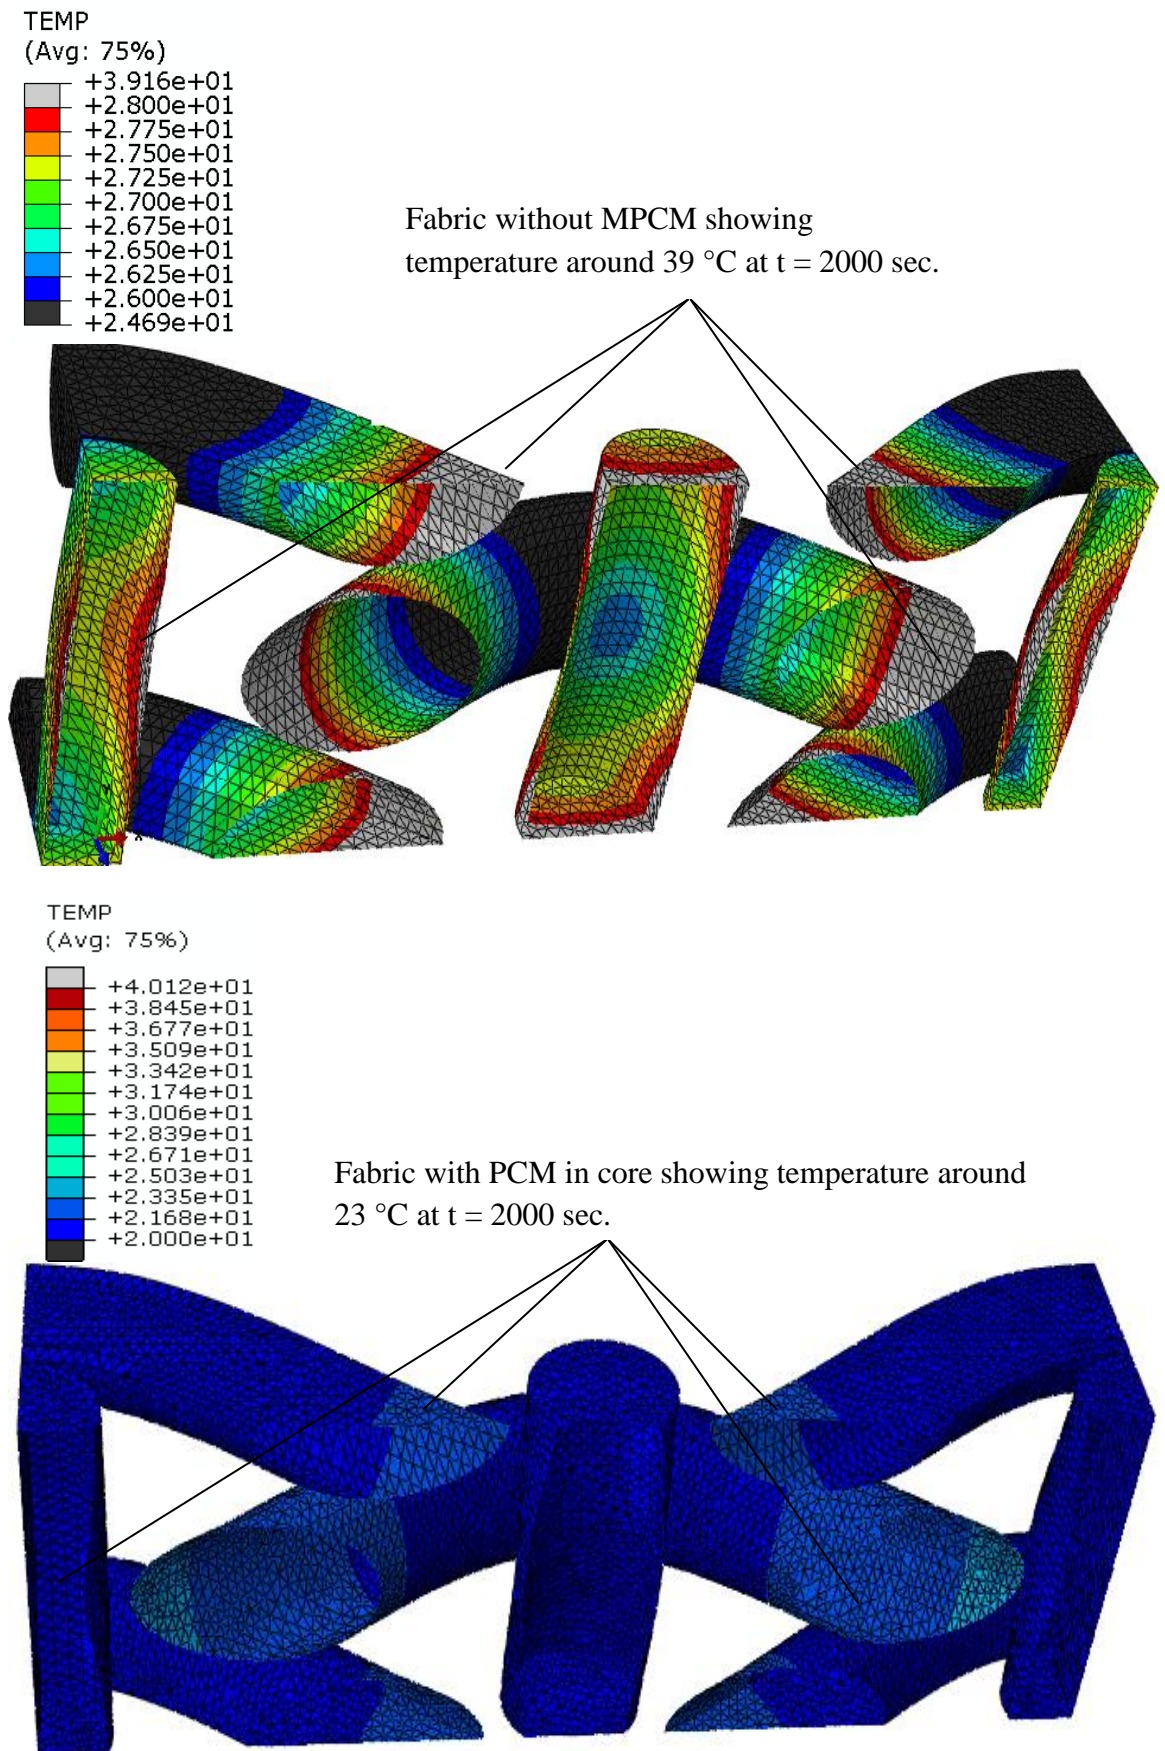 TEMP
(Avg: 75%)
+3.916e+01
+2.800e+01
+2.775e+01
+2.750e+01
+2.725e+01
+2.700e+01
+2.675e+01
+2.650e+01
+2.625e+01
+2.600e+01
+2.469e+01
Fabric without MPCM showing
temperature around 39 °C at t = 2000 sec.
TEMP
(Avg: 75%)
+4.012e+01
+3.845e+01
+3.677e+01
+3.509e+01
+3.342e+01
+3.174e+01
+3.006e+01
+2.839e+01
+2.671e+01
+2.503e+01
+2.335e+01
+2.168e+01
+2.000e+01
Fabric with PCM in core showing temperature around
23 °C at t = 2000 sec.